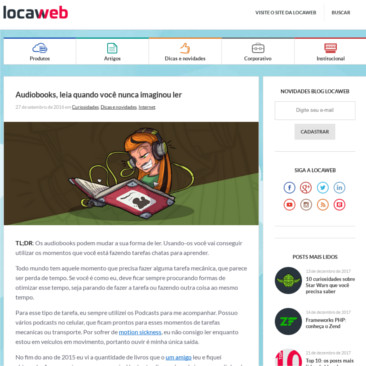 locaweb
VISITE O SITE DA LOCAWEB
BUSCAR
Produtos
Artigos
Dicas e novidades
Corporativo
Institucional
Audiobooks, leia quando você nunca imaginou ler
27 de setembro de 2016 em Curiosidades, Dicas e novidades, Internet
TL;DR: Os audiobooks podem mudar a sua forma de ler. Usando-os você vai conseguir
utilizar os momentos que você está fazendo tarefas chatas para aprender.
Todo mundo tem aquele momento que precisa fazer alguma tarefa mecânica, que parece
ser perda de tempo. Se você é como eu, deve ficar sempre procurando formas de
otimizar esse tempo, seja parando de fazer a tarefa ou fazendo outra coisa ao mesmo
tempo.
Para esse tipo de tarefa, eu sempre utilizei os Podcasts para me acompanhar. Possuo
vários podcasts no celular, que ficam prontos para esses momentos de tarefas
mecanicas ou transporte. Por sofrer de motion sickness, eu não consigo ler enquanto
estou em veículos em movimento, portanto ouvir é minha única saída.
No fim do ano de 2015 eu vi a quantidade de livros que o um amigo leu e fiquei
NOVIDADES BLOG LOCAWEB
Digite seu e-mail
CADASTRAR
SIGA A LOCAWEB
POSTS MAIS LIDOS
10 curiosidades sobre
Star Wars que você
precisa saber
Frameworks PHP:
conheça o Zend
10
Top 10: os posts mais